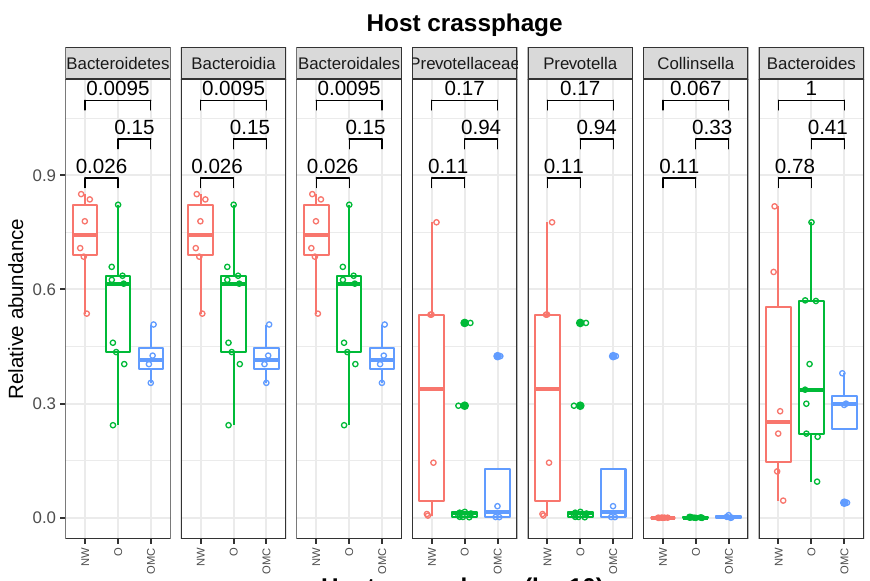 Host crassphage
Bacteroidetes Bacteroidia Bacteroidales Prevotellaceae Prevotella Collinsella Bacteroides
0.0095 0.0095 0.0095 0.17 0.17 0.067 1
0.15 0.15 0.15 0.94 0.94 0.33 0.41
0.026 0.026 0.026 0.11 0.11 0.11 0.78
0.9
0.6
0.3
0.0
Relative abundance
NW O OMC NW O OMC NW O OMC NW O OMC NW O OMC NW O OMC NW O OMC